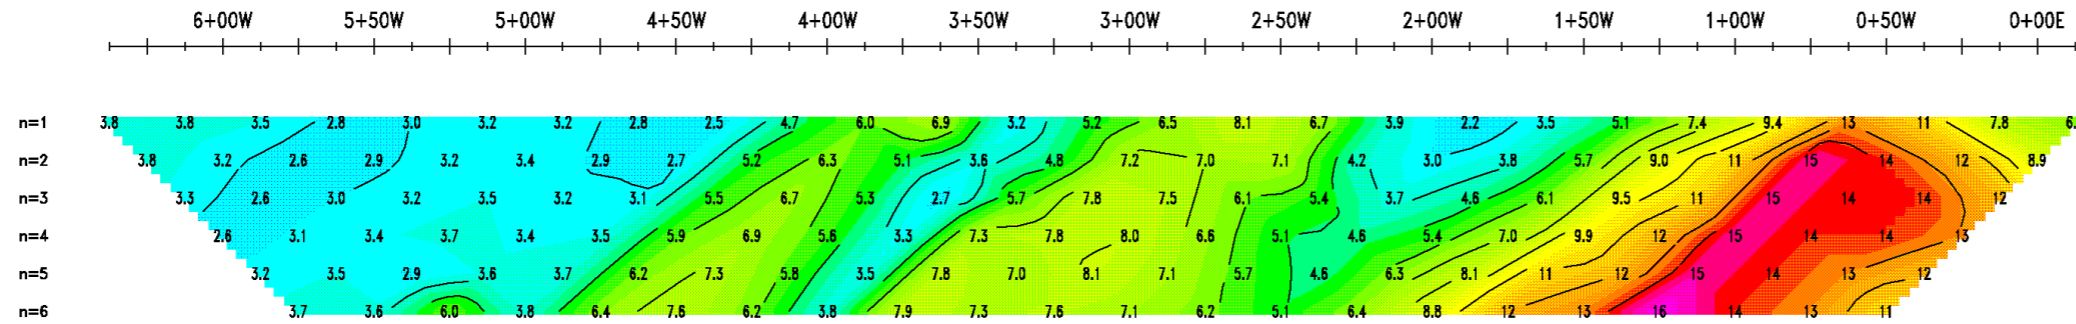 6+00W 5+50W 5+00W 4+50W 4+00W 3+50W 3+00W 2+50W 2+00W 1+50W 1+00W 0+50W 0+00E
n=1 3.8 3.8 3.5 2.8 3.0 3.2 3.2 2.8 2.5 4.7 6.0 6.9 3.2 5.2 6.5 8.1 6.7 3.9 2.2 3.5 5.1 7.4 9.4 13 11 7.8 6.
n=2 3.8 3.2 2.6 2.9 3.2 3.4 2.9 2.7 5.2 6.3 5.1 3.6 4.8 7.2 7.0 7.1 4.2 3.0 3.8 5.7 9.0 11 15 14 12 8.9
n=3 3.3 2.6 3.0 3.2 3.5 3.2 3.1 5.5 6.7 5.3 2.7 5.7 7.8 7.5 6.1 5.4 3.7 4.6 6.1 9.5 11 15 14 14 12
n=4 2.6 3.1 3.4 3.7 3.4 3.5 5.9 6.9 5.6 3.3 7.3 7.8 8.0 6.6 5.1 4.6 5.4 7.0 9.9 12 15 14 14 13
n=5 3.2 3.5 2.9 3.6 3.7 6.2 7.3 5.8 3.5 7.8 7.0 8.1 7.1 5.7 4.6 6.3 8.1 11 12 15 14 13 12
n=6 3.7 3.6 6.0 3.8 6.4 7.6 6.2 3.8 7.9 7.3 7.6 7.1 6.2 5.1 6.4 8.8 12 13 16 14 13 11